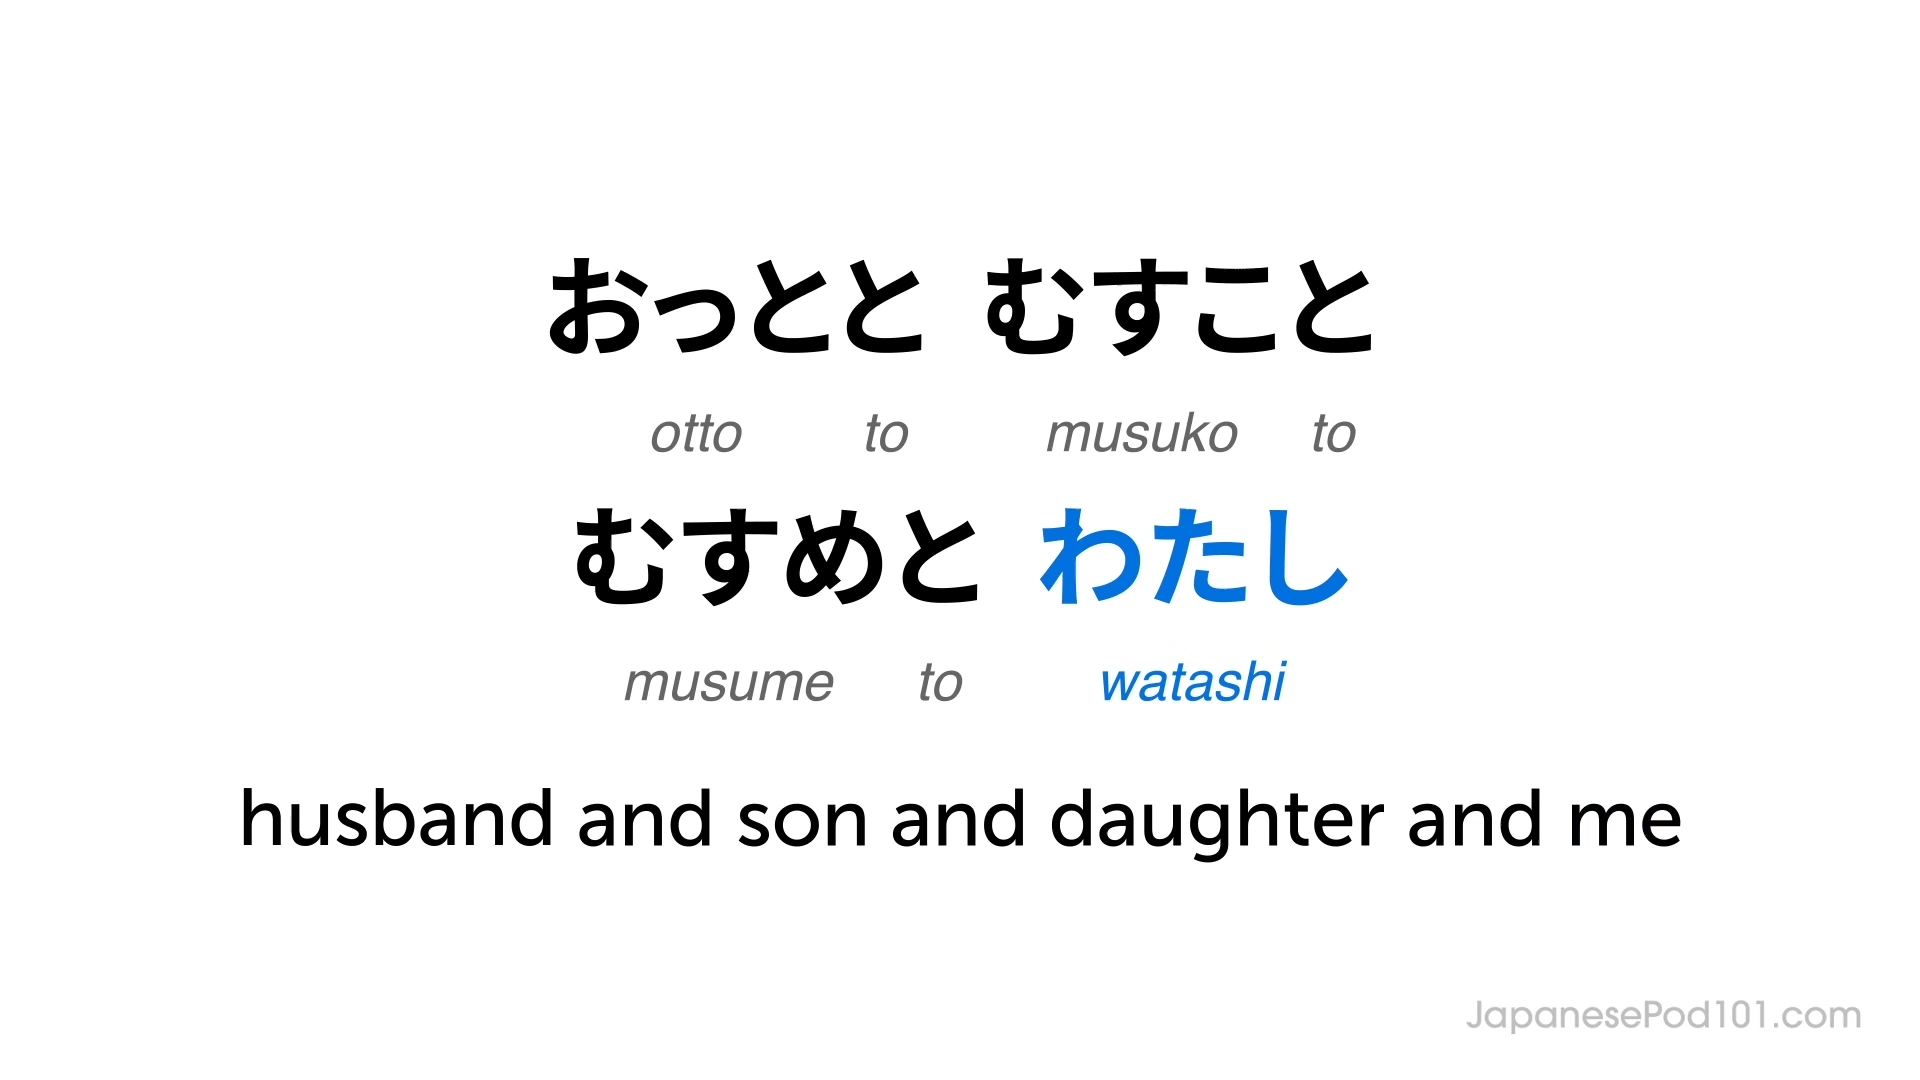 おっとと むすこと
otto to musuko to
むすめと わたし
musume to watashi
husband and son and daughter and me
JapanesePod101.com